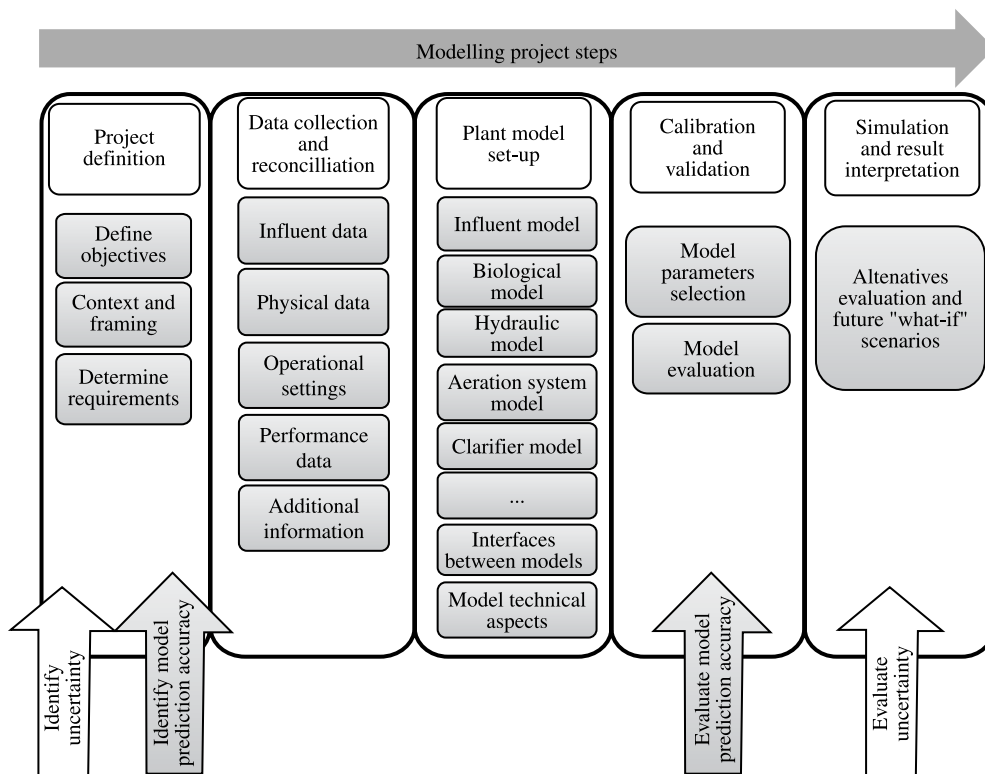 Modelling project steps
Project
definition
Define
objectives
Context and
framing
Determine
requirements
Data collection
and
reconcilliation
Influent data
Physical data
Operational
settings
Performance
data
Additional
information
Plant model
set-up
Influent model
Biological
model
Hydraulic
model
Aeration system
model
Clarifier model
...
Interfaces
between models
Model technical
aspects
Calibration
and
validation
Model
parameters
selection
Model
evaluation
Simulation
and result
interpretation
Altenatives
evaluation and
future "what-if"
scenarios
Identify
uncertainty
Identify model
prediction accuracy
Evaluate model
prediction accuracy
Evaluate
uncertainty